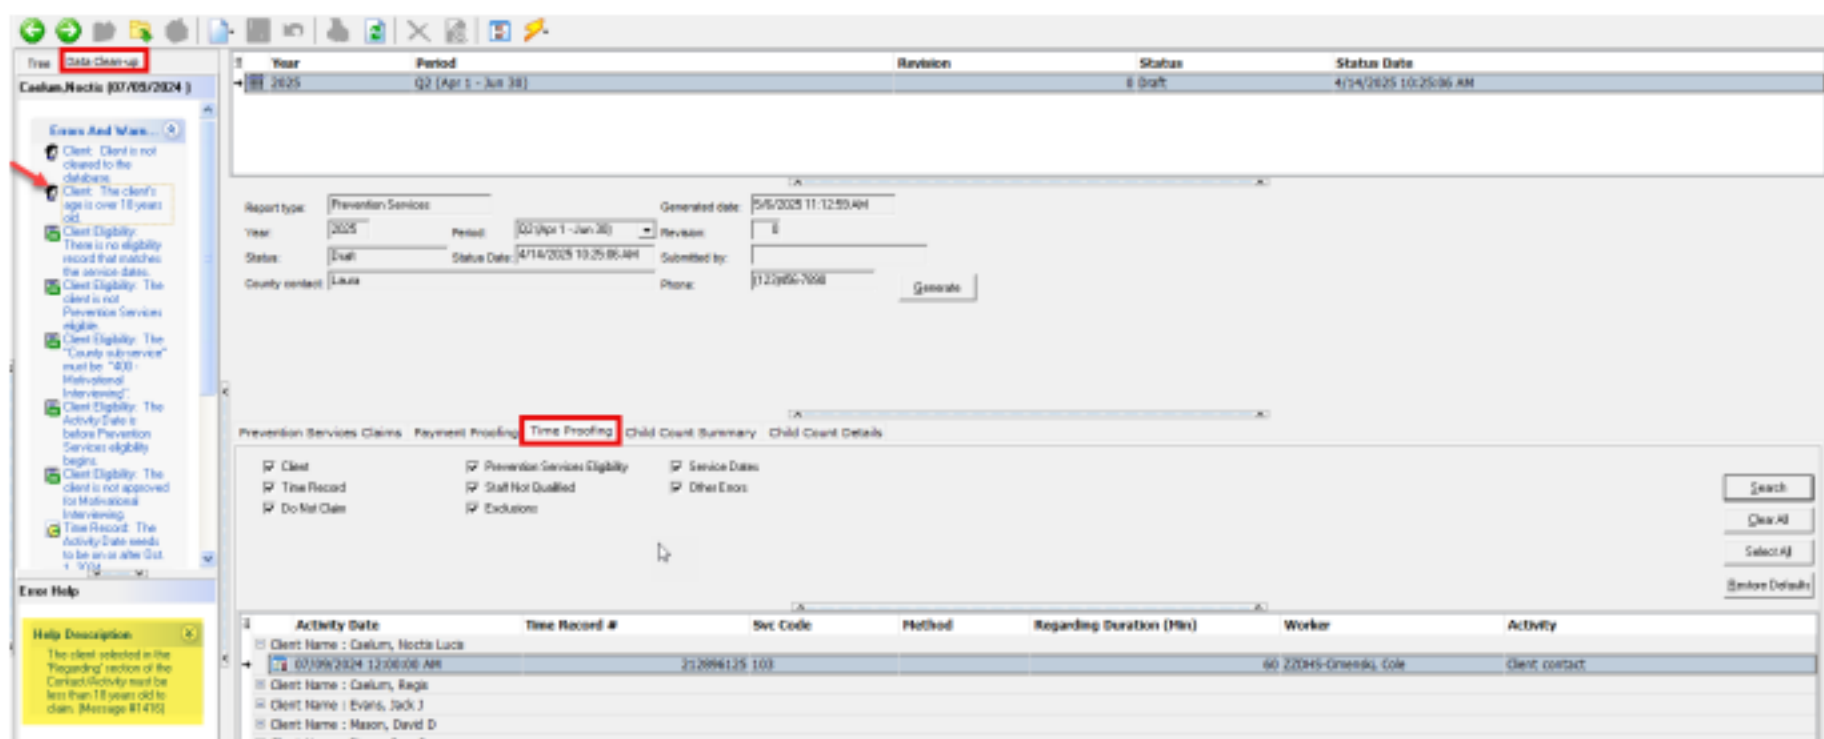 Tree Data Clean-up
Caelum,Noctis (07/09/2024 )
Errors And Warn...
Client: Client is not
cleared to the
database.
Client: The client's
age is over 18 years
old.
Client Eligibility:
There is no eligibility
record that matches
the service dates.
Client Eligibility: The
client is not
Prevention Services
eligible.
Client Eligibility: The
"County sub-service"
must be "400 -
Motivational
Interviewing".
Client Eligibility: The
Activity Date is
before Prevention
Services eligibility
begins.
Client Eligibility: The
client is not approved
for Motivational
Interviewing.
Time Record: The
Activity Date needs
to be on or after Oct.
1, 2024
Error Help
Help Description
The client selected in the
'Regarding' section of the
Contact/Activity must be
less than 18 years old to
claim. (Message #1416)
Year Period Revision Status Status Date
2025 Q2 (Apr 1 - Jun 30) 0 Draft 4/14/2025 10:25:06 AM
Report type: Prevention Services Generated date: 5/6/2025 11:12:59 AM
Year: 2025 Period: Q2 (Apr 1 - Jun 30) Revision: 0
Status: Draft Status Date: 4/14/2025 10:25:06 AM Submitted by:
County contact: Laura Phone: (123)456-7890 Generate
Prevention Services Claims Payment Proofing Time Proofing Child Count Summary Child Count Details
Client Prevention Services Eligibility Service Dates
Time Record Staff Not Qualified Other Errors
Do Not Claim Exclusions
Search
Clear All
Select All
Restore Defaults
Activity Date Time Record # Svc Code Method Regarding Duration (Min) Worker Activity
Client Name : Caelum, Noctis Lucis
07/09/2024 12:00:00 AM 212896125 103 60 Cole Client contact
Client Name : Caelum, Regis
Client Name : Evans, Jack J
Client Name : Mason, David D